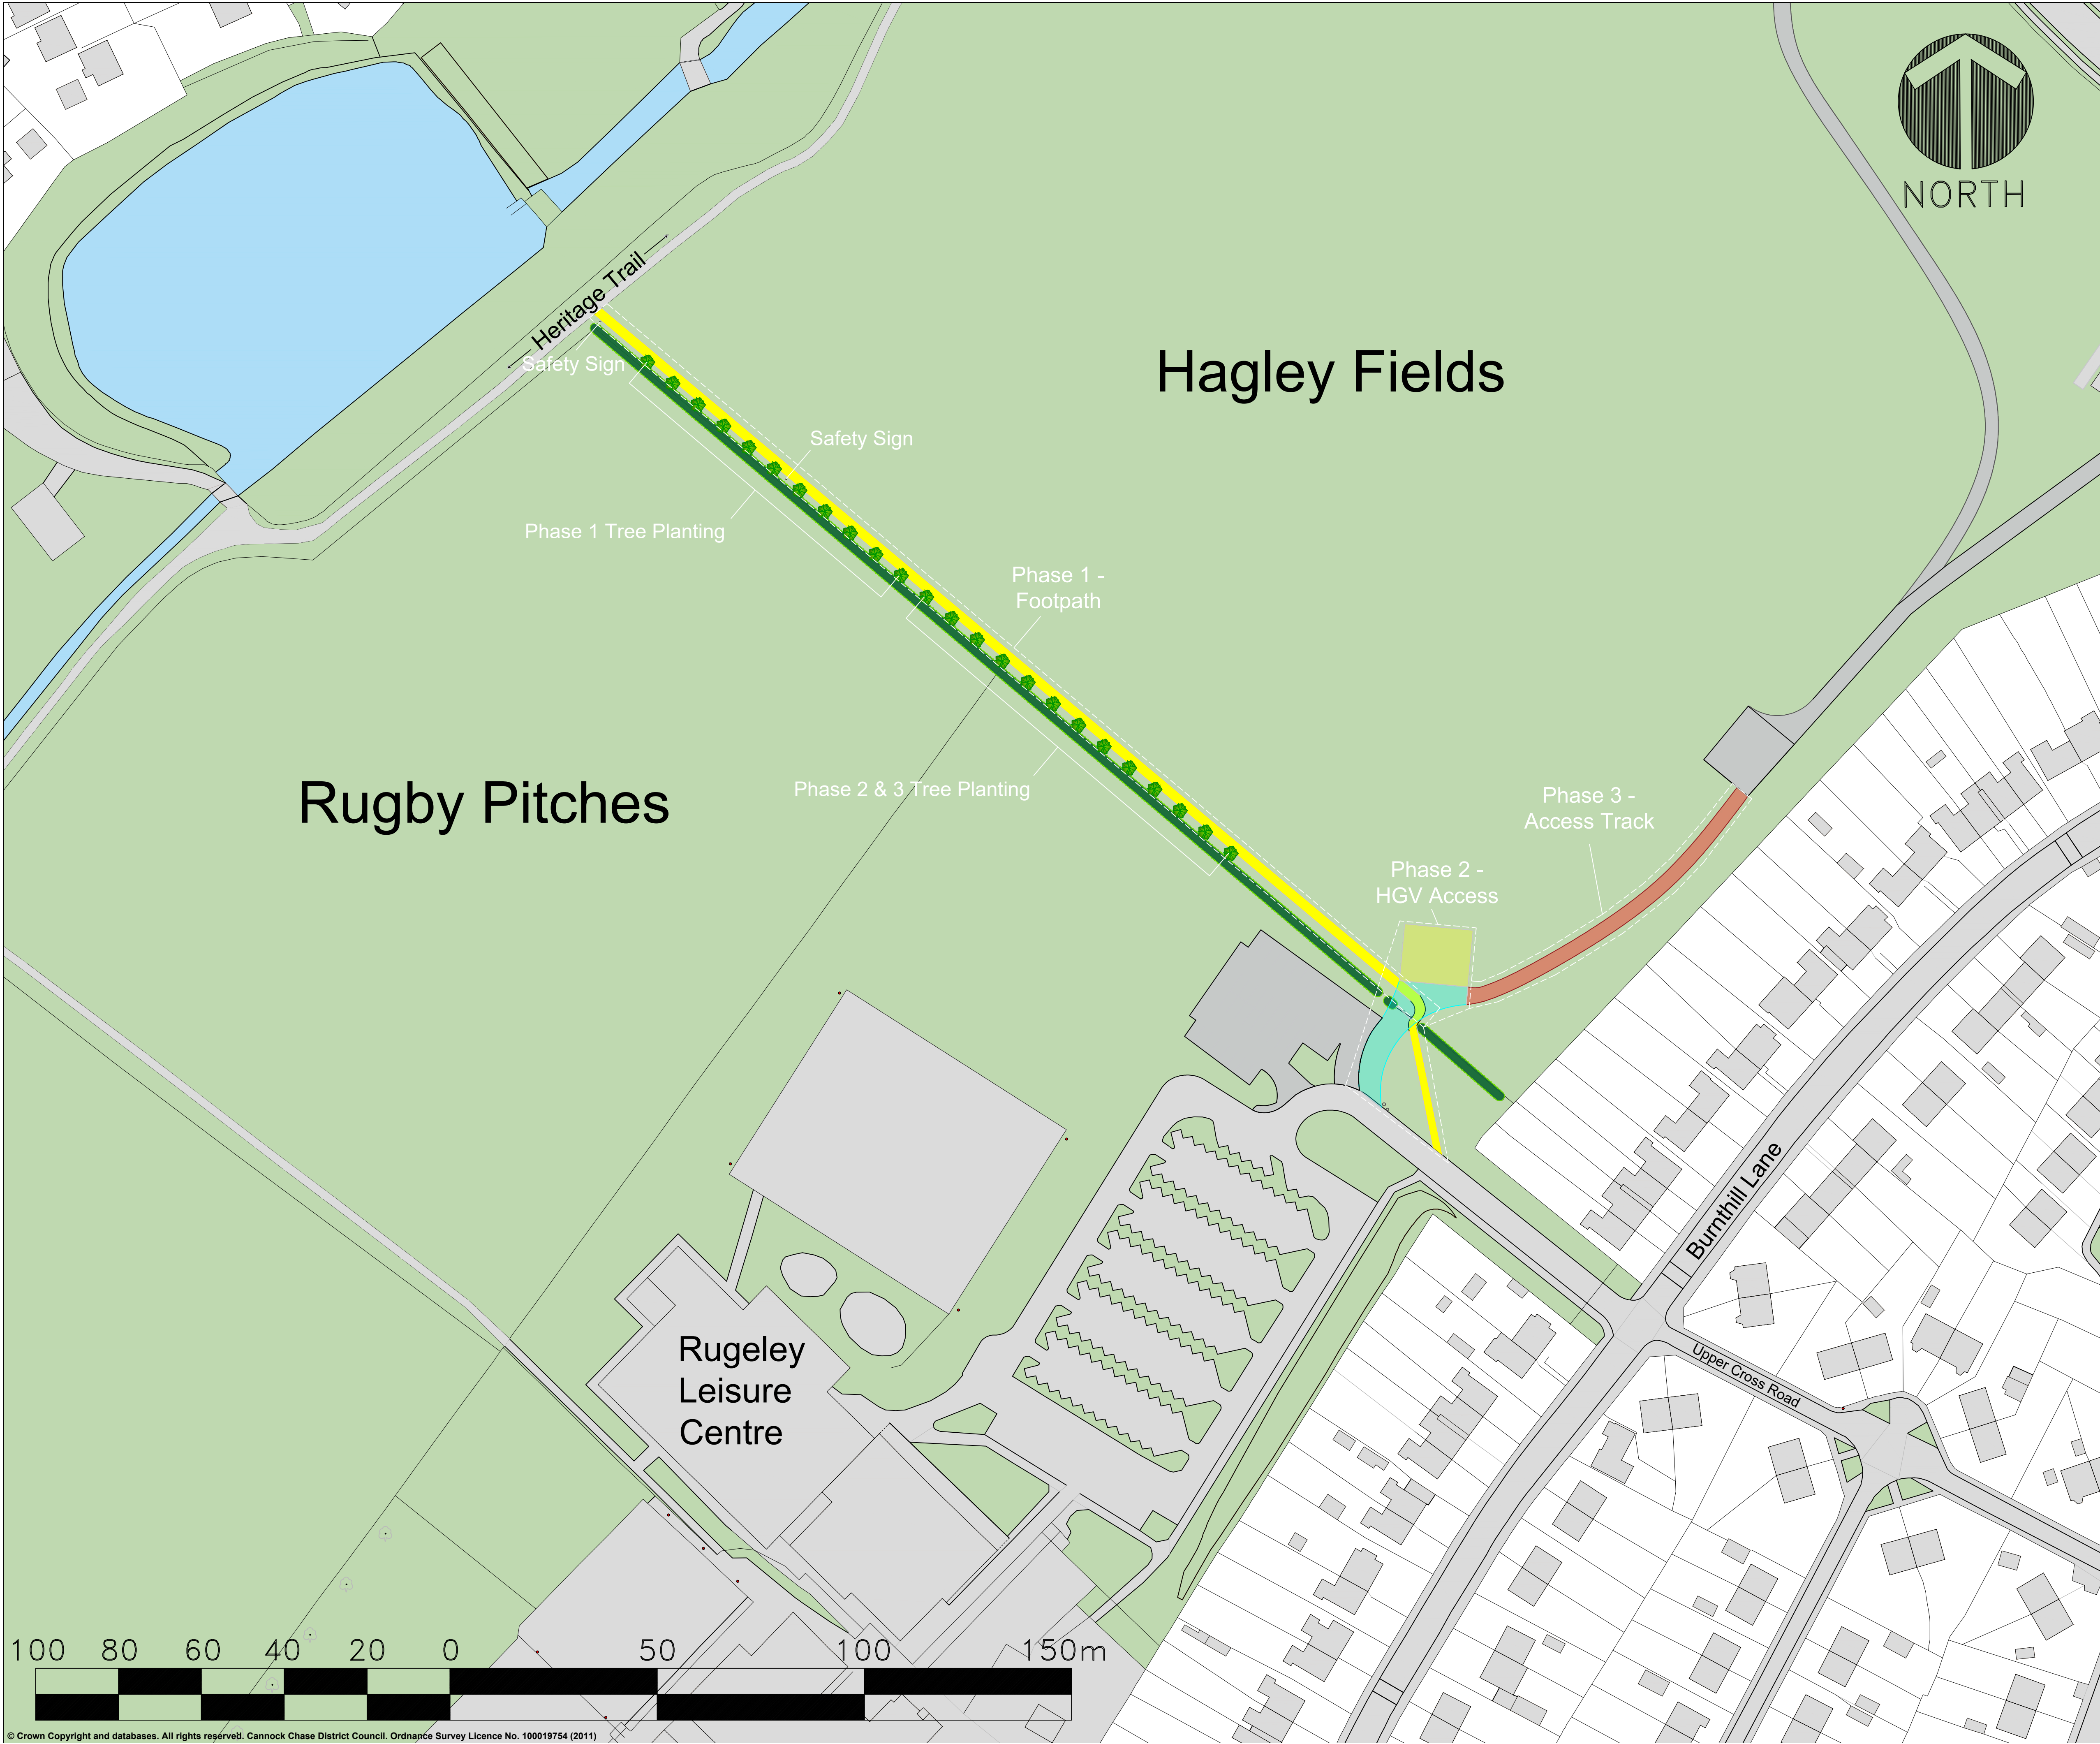 NORTH
Heritage Trail
Safety Sign
Hagley Fields
Safety Sign
Phase 1 Tree Planting
Phase 1 -
Footpath
Rugby Pitches
Phase 2 & 3 Tree Planting
Phase 3 -
Access Track
Phase 2 -
HGV Access
Burnthill Lane
Rugeley
Leisure
Centre
Upper Cross Road
100 80 60 40 20 0 50 100 150m
© Crown Copyright and databases. All rights reserved. Cannock Chase District Council. Ordnance Survey Licence No. 100019754 (2011)